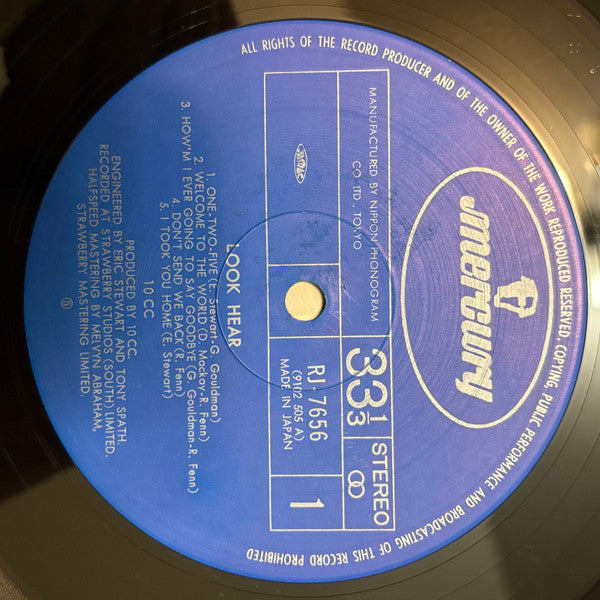 ALL RIGHTS OF THE RECORD PRODUCER AND OF THE OWNER OF THE WORK REPRODUCED RESERVED. COPYING, PUBLIC PERFORMANCE AND BROADCASTING OF THIS RECORD PROHIBITED
mercury
MANUFACTURED BY NIPPON PHONOGRAM
CO., LTD., TOKYO
33 1/3
STEREO
RJ-7656
(9102 505 A)
MADE IN JAPAN
1
LOOK HEAR
1. ONE-TWO-FIVE(E. Stewart-G. Gouldman)
2. WELCOME TO THE WORLD(D. Mackay-R. Fenn)
3. HOW'M I EVER GOING TO SAY GOODBYE(G. Gouldman-R. Fenn)
4. DON'T SEND WE BACK(R. Fenn)
5. I TOOK YOU HOME(E. Stewart)
10 CC
PRODUCED BY 10 CC.
ENGINEERED BY ERIC STEWART AND TONY SPATH.
RECORDED AT STRAWBERRY STUDIOS (SOUTH) LIMITED.
HALFSPEED MASTERING BY MELVYN ABRAHAM,
STRAWBERRY MASTERING LIMITED.
Ⓢ